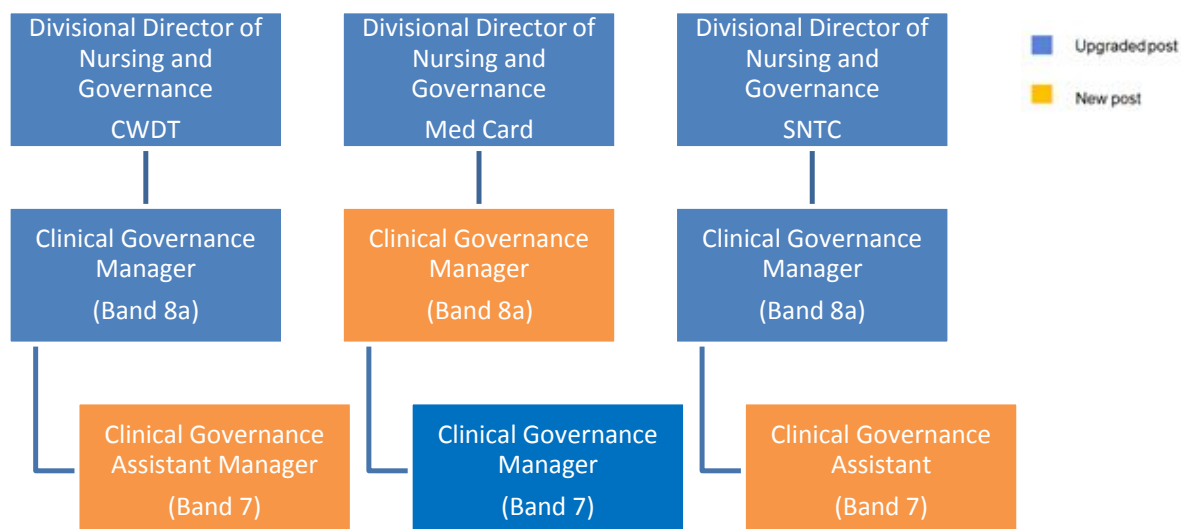 Divisional Director of
Nursing and
Governance
CWDT
Divisional Director of
Nursing and
Governance
Med Card
Divisional Director of
Nursing and
Governance
SNTC
Upgraded post
New post
Clinical Governance
Manager
(Band 8a)
Clinical Governance
Manager
(Band 8a)
Clinical Governance
Manager
(Band 8a)
Clinical Governance
Assistant Manager
(Band 7)
Clinical Governance
Manager
(Band 7)
Clinical Governance
Assistant
(Band 7)